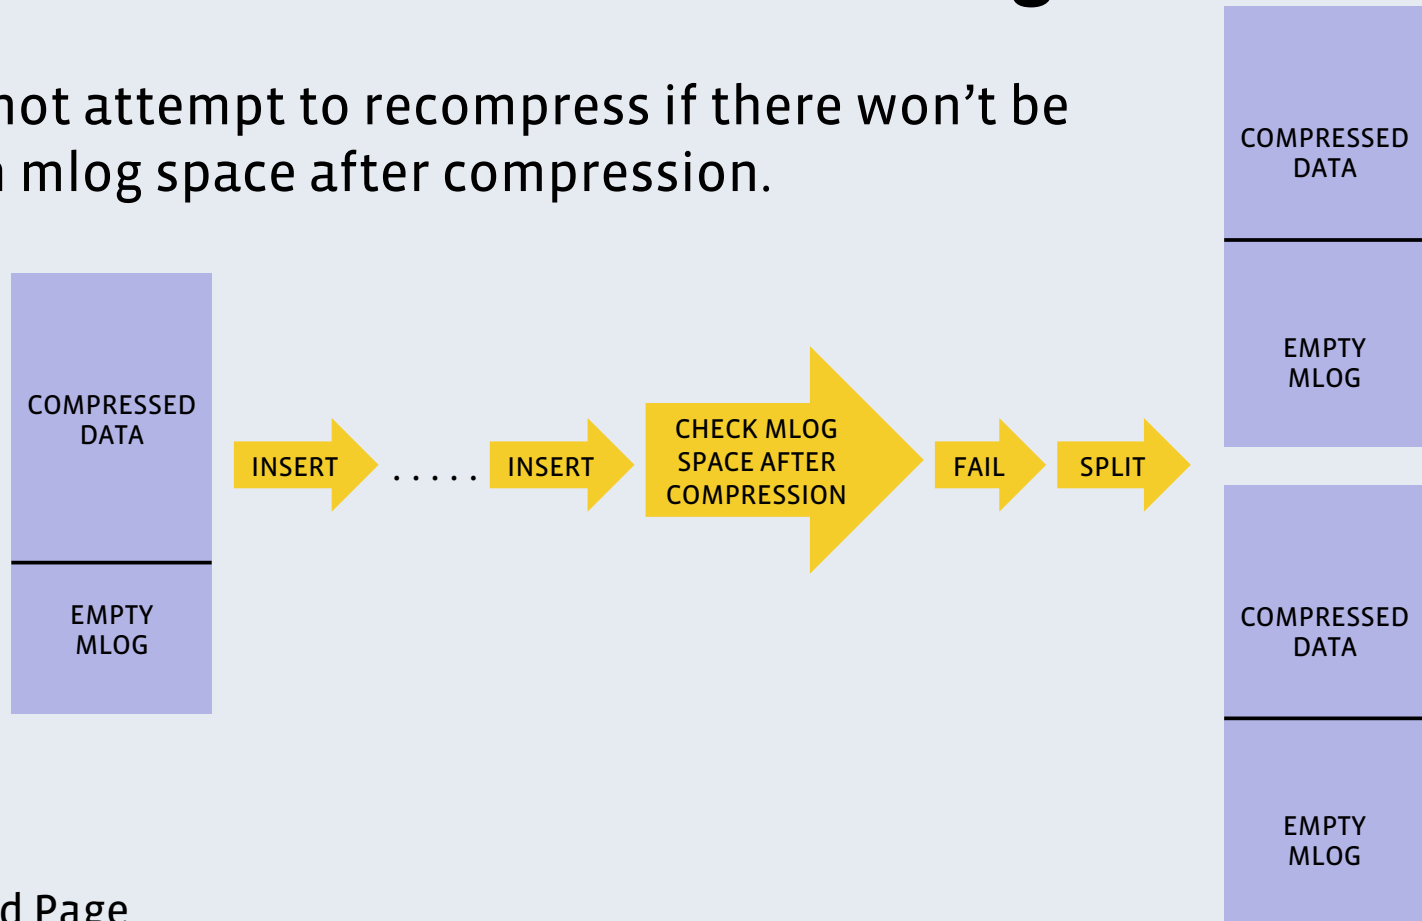 not attempt to recompress if there won’t be
mlog space after compression.
COMPRESSED
DATA
EMPTY
MLOG
INSERT
.....
INSERT
CHECK MLOG
SPACE AFTER
COMPRESSION
FAIL
SPLIT
COMPRESSED
DATA
EMPTY
MLOG
COMPRESSED
DATA
EMPTY
MLOG
Page